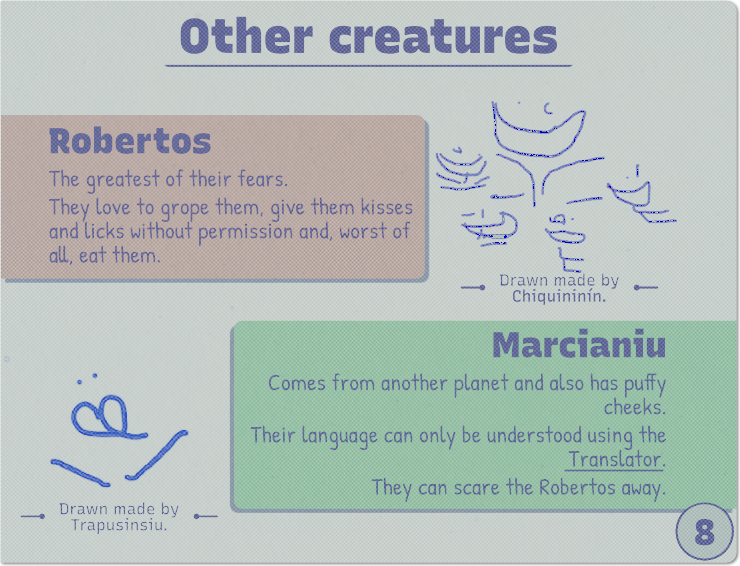 Other creatures
Robertos
The greatest of their fears.
They love to grope them, give them kisses
and licks without permission and, worst of
all, eat them.
Drawn made by
Chiquininín.
Marcianiu
Comes from another planet and also has puffy
cheeks.
Their language can only be understood using the
Translator.
They can scare the Robertos away.
Drawn made by
Trapusinsiu.
8